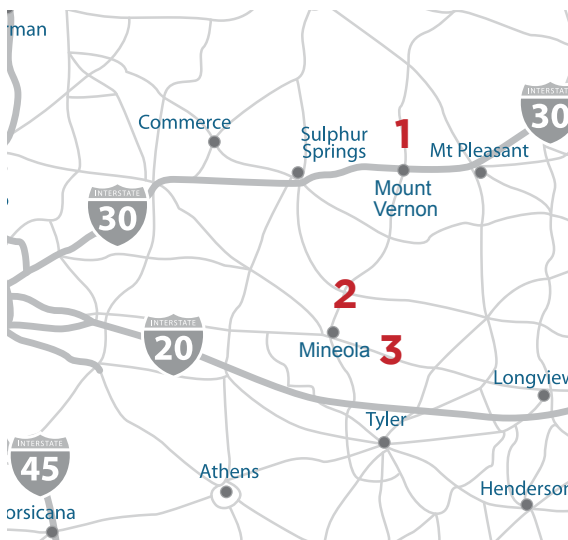 rman
INTERSTATE
30
1
Commerce
Sulphur
Springs
Mt Pleasant
Mount
Vernon
INTERSTATE
30
2
INTERSTATE
20
Mineola
3
Longview
Tyler
INTERSTATE
45
Athens
Henderson
orsicana